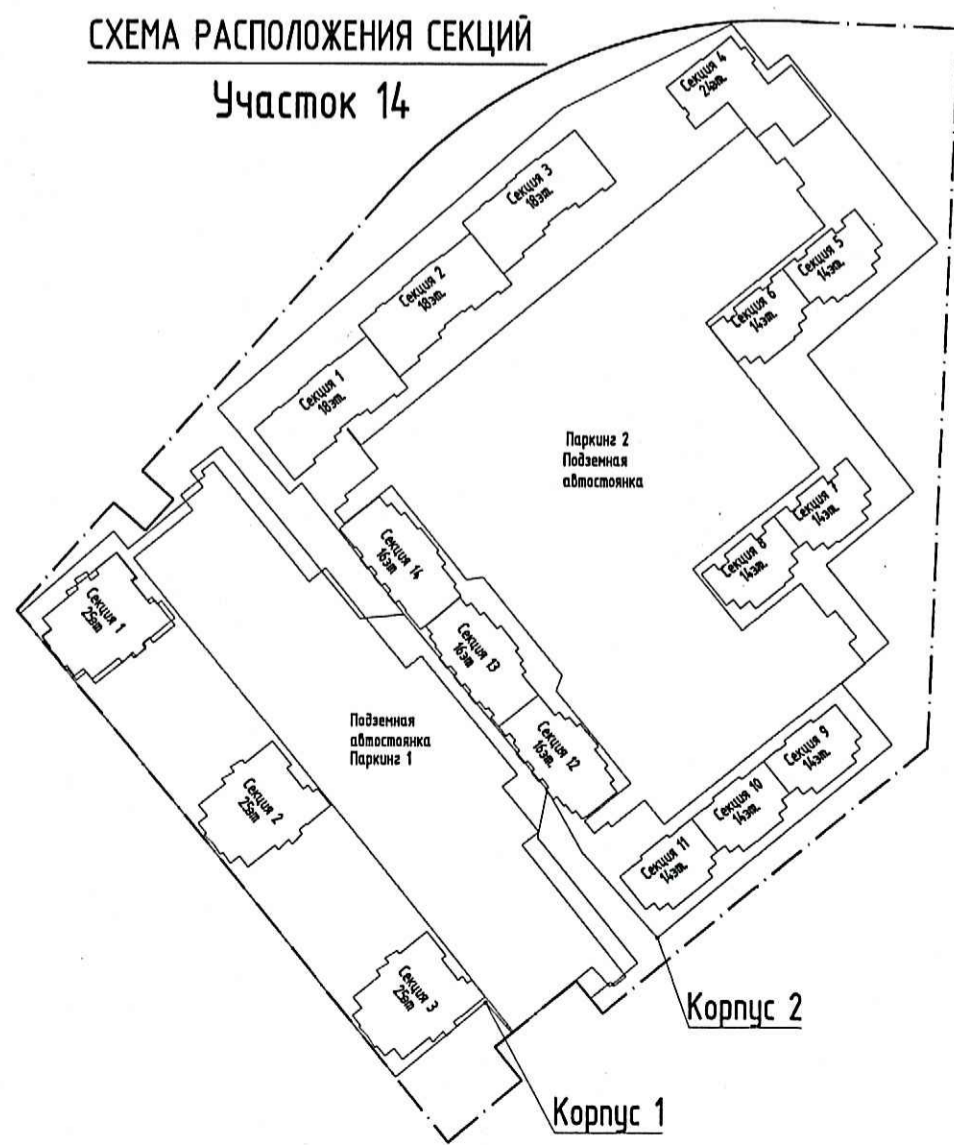 СХЕМА РАСПОЛОЖЕНИЯ СЕКЦИЙ
Участок 14
Секция 4
24эт.
Секция 3
18эт.
Секция 2
18эт.
Секция 1
18эт.
Секция 5
14эт.
Секция 6
14эт.
Паркинг 2
Подземная
автостоянка
Секция 7
14эт.
Секция 8
14эт.
Секция 14
16эт
Секция 13
16эт
Секция 12
16эт.
Секция 1
25эт
Подземная
автостоянка
Паркинг 1
Секция 2
25эт
Секция 9
14эт.
Секция 10
14эт.
Секция 11
14эт.
Секция 3
25эт
Корпус 2
Корпус 1